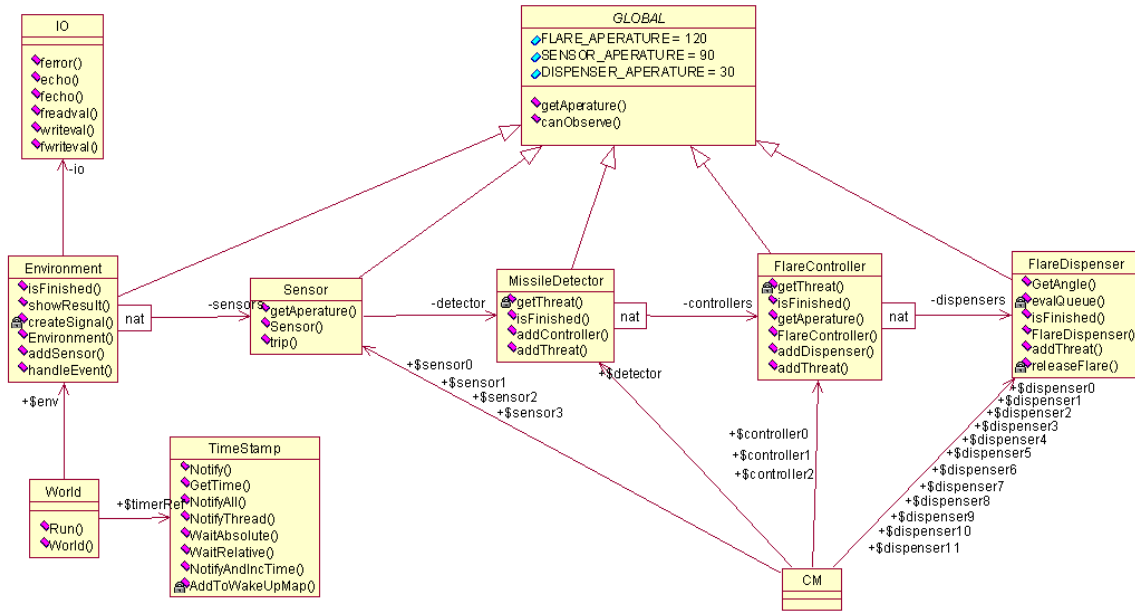 IO
ferror()
echo()
fecho()
freadval()
writeval()
fwriteval()
-io
GLOBAL
FLARE_APERATURE = 120
SENSOR_APERATURE = 90
DISPENSER_APERATURE = 30
getAperature()
canObserve()
Environment
isFinished()
showResult()
createSignal()
Environment()
addSensor()
handleEvent()
nat
-sensors
Sensor
getAperature()
Sensor()
trip()
-detector
MissileDetector
getThreat()
isFinished()
addController()
addThreat()
nat
-controllers
FlareController
getThreat()
isFinished()
getAperature()
FlareController()
addDispenser()
addThreat()
nat
-dispensers
FlareDispenser
GetAngle()
evalQueue()
isFinished()
FlareDispenser()
addThreat()
releaseFlare()
+$env
+$sensor0
+$sensor1
+$sensor2
+$sensor3
+$detector
+$controller0
+$controller1
+$controller2
+$dispenser0
+$dispenser1
+$dispenser2
+$dispenser3
+$dispenser4
+$dispenser5
+$dispenser6
+$dispenser7
+$dispenser8
+$dispenser9
+$dispenser10
+$dispenser11
World
Run()
World()
+$timerRef
TimeStamp
Notify()
GetTime()
NotifyAll()
NotifyThread()
WaitAbsolute()
WaitRelative()
NotifyAndIncTime()
AddToWakeUpMap()
CM